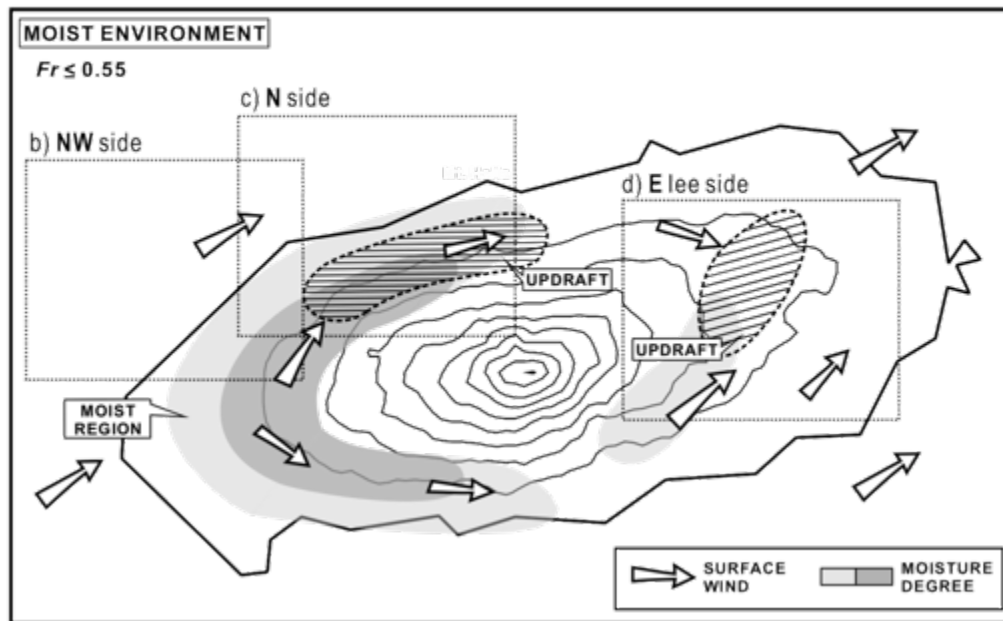 MOIST ENVIRONMENT
Fr ≤ 0.55
c) N side
b) NW side
d) E lee side
UPDRAFT
UPDRAFT
MOIST
REGION
SURFACE
WIND
MOISTURE
DEGREE